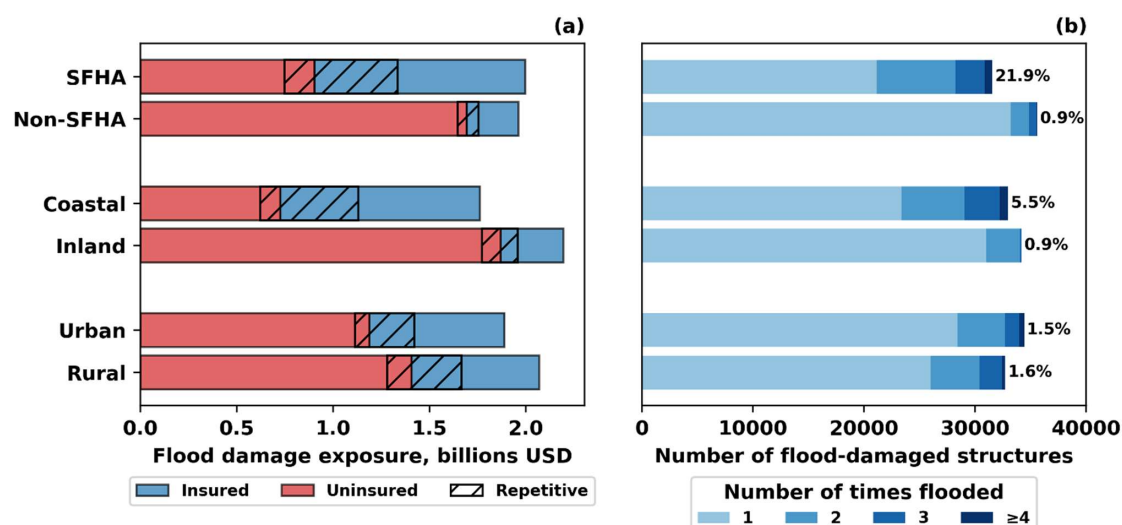 (a)
SFHA
Non-SFHA
Coastal
Inland
Urban
Rural
0.0 0.5 1.0 1.5 2.0
Flood damage exposure, billions USD
Insured Uninsured Repetitive
(b)
21.9%
0.9%
5.5%
0.9%
1.5%
1.6%
0 10000 20000 30000 40000
Number of flood-damaged structures
Number of times flooded
1 2 3 ≥4